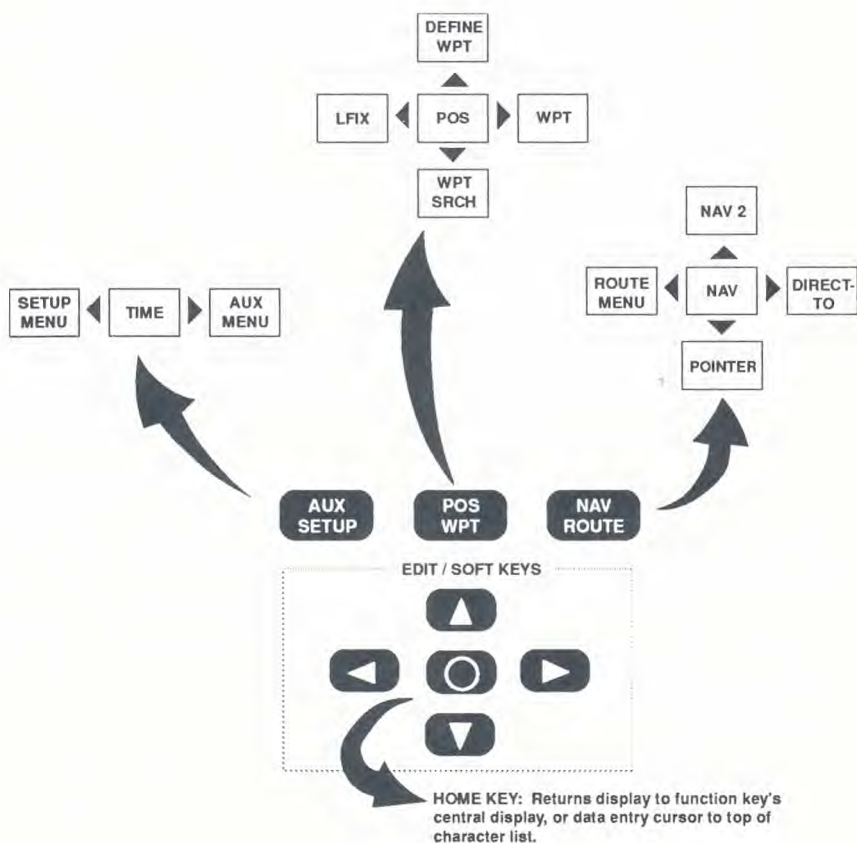 DEFINE
WPT
LFIX
POS
WPT
WPT
SRCH
NAV 2
ROUTE
MENU
NAV
DIRECT-
TO
POINTER
SETUP
MENU
TIME
AUX
MENU
AUX
SETUP
POS
WPT
NAV
ROUTE
EDIT / SOFT KEYS
HOME KEY: Returns display to function key's
central display, or data entry cursor to top of
character list.